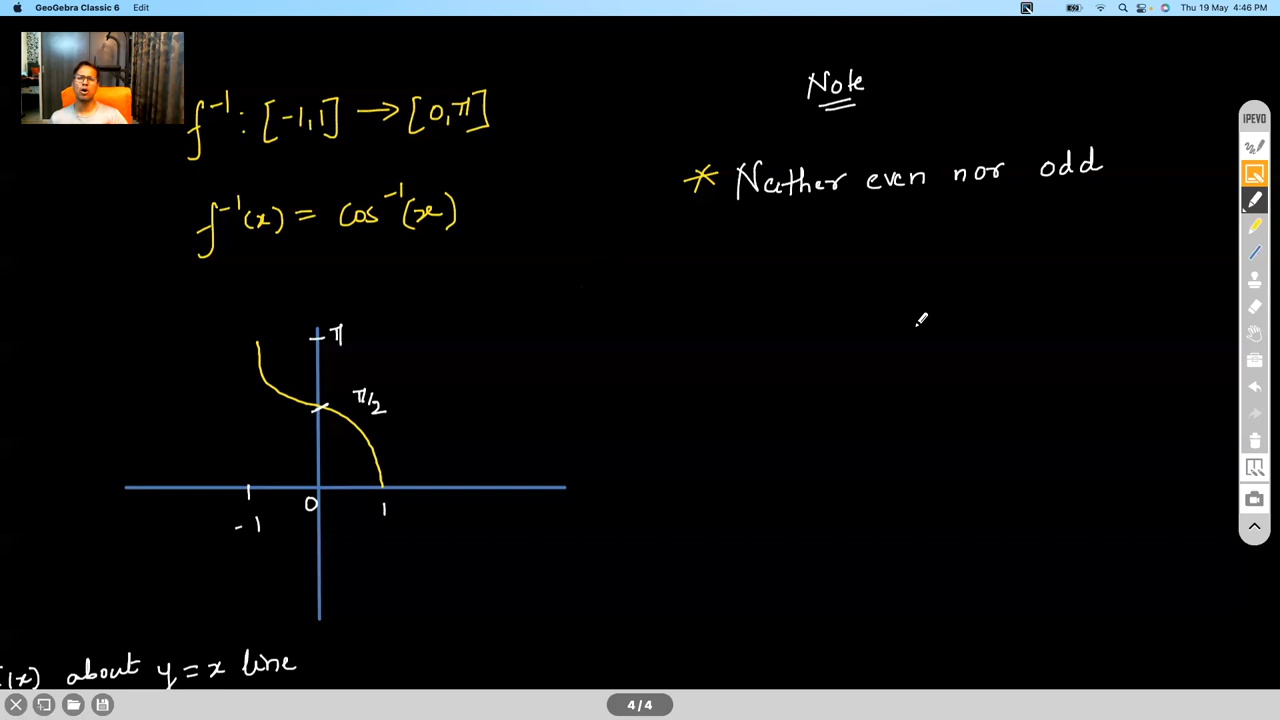 GeoGebra Classic 6 Edit Thu 19 May 4:46 PM
f⁻¹ : [-1,1] → [0,π]
f⁻¹(x) = cos⁻¹(x)
Note
* Neither even nor odd
π
π/2
-1 0 1
(x) about y = x line
IPEVO
4/4